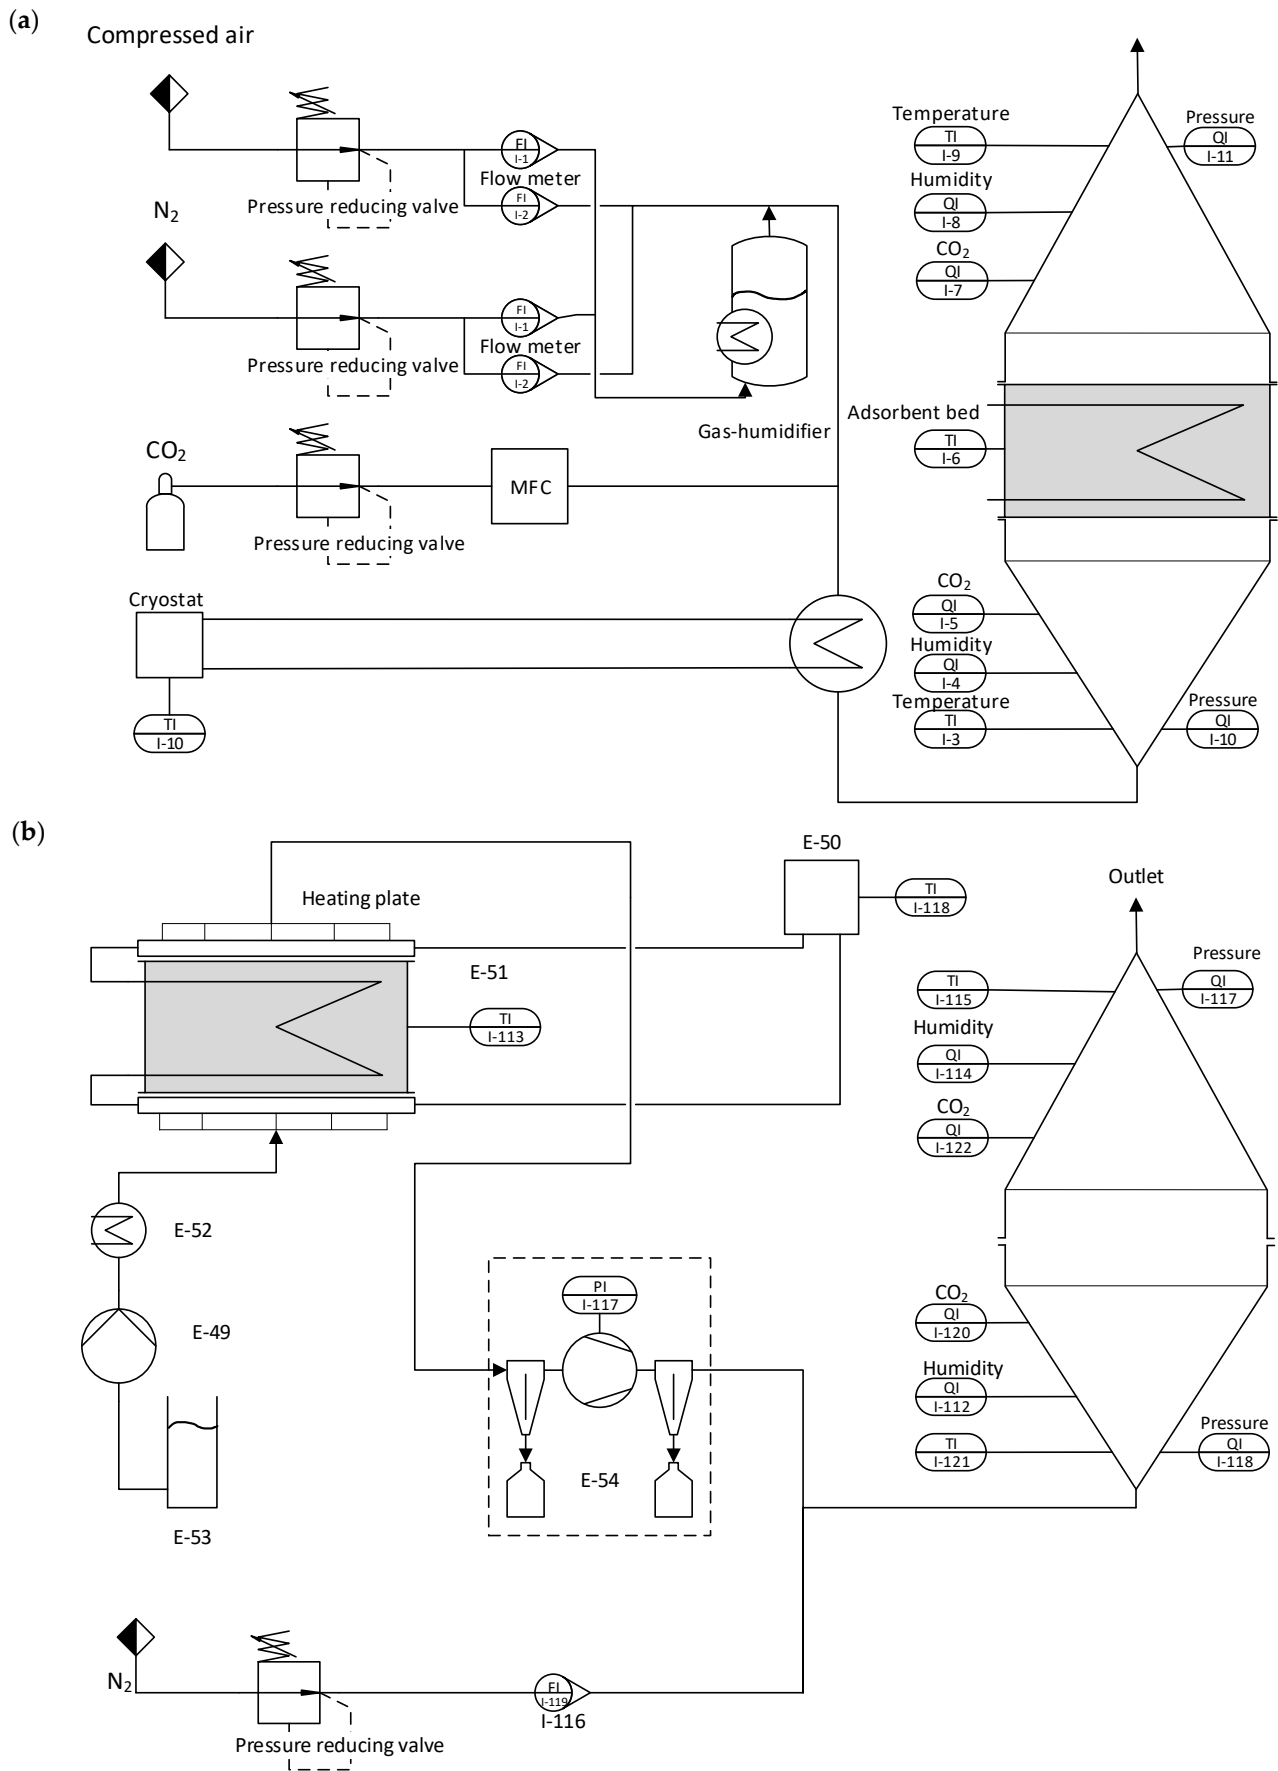 (a)
Compressed air
FI
I-1
Flow meter
FI
I-2
Pressure reducing valve
N2
FI
I-1
Flow meter
FI
I-2
Pressure reducing valve
Gas-humidifier
CO2
MFC
Pressure reducing valve
Cryostat
TI
I-10
Temperature
TI
I-9
Pressure
QI
I-11
Humidity
QI
I-8
CO2
QI
I-7
Adsorbent bed
TI
I-6
CO2
QI
I-5
Humidity
QI
I-4
Temperature
TI
I-3
Pressure
QI
I-10
(b)
Heating plate
E-50
TI
I-118
E-51
TI
I-113
E-52
E-49
E-53
PI
I-117
E-54
N2
Pressure reducing valve
FI
I-119
I-116
Outlet
Pressure
QI
I-117
TI
I-115
Humidity
QI
I-114
CO2
QI
I-122
CO2
QI
I-120
Humidity
QI
I-112
TI
I-121
Pressure
QI
I-118